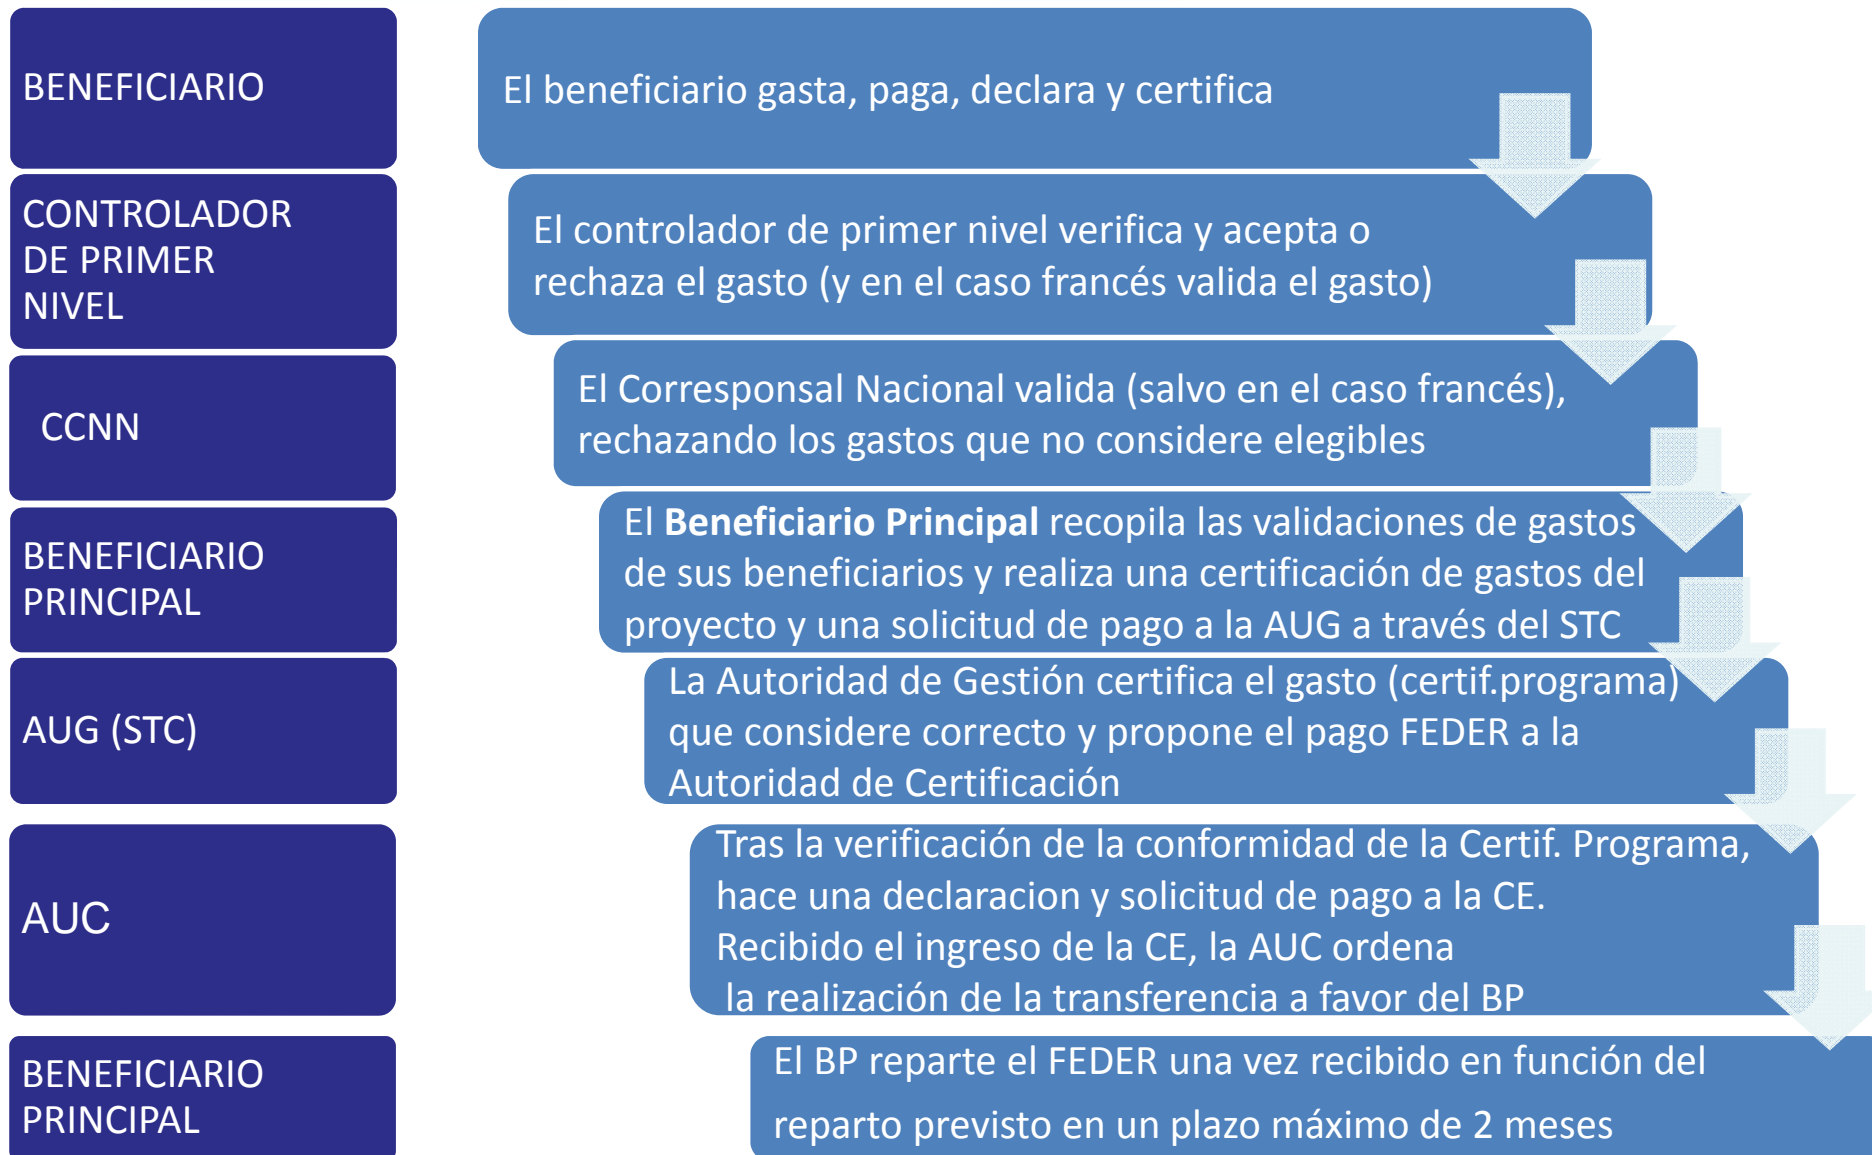 BENEFICIARIO
El beneficiario gasta, paga, declara y certifica
CONTROLADOR
DE PRIMER
NIVEL
El controlador de primer nivel verifica y acepta o
rechaza el gasto (y en el caso francés valida el gasto)
CCNN
El Corresponsal Nacional valida (salvo en el caso francés),
rechazando los gastos que no considere elegibles
BENEFICIARIO
PRINCIPAL
El Beneficiario Principal recopila las validaciones de gastos
de sus beneficiarios y realiza una certificación de gastos del
proyecto y una solicitud de pago a la AUG a través del STC
AUG (STC)
La Autoridad de Gestión certifica el gasto (certif.programa)
que considere correcto y propone el pago FEDER a la
Autoridad de Certificación
AUC
Tras la verificación de la conformidad de la Certif. Programa,
hace una declaracion y solicitud de pago a la CE.
Recibido el ingreso de la CE, la AUC ordena
la realización de la transferencia a favor del BP
BENEFICIARIO
PRINCIPAL
El BP reparte el FEDER una vez recibido en función del
reparto previsto en un plazo máximo de 2 meses